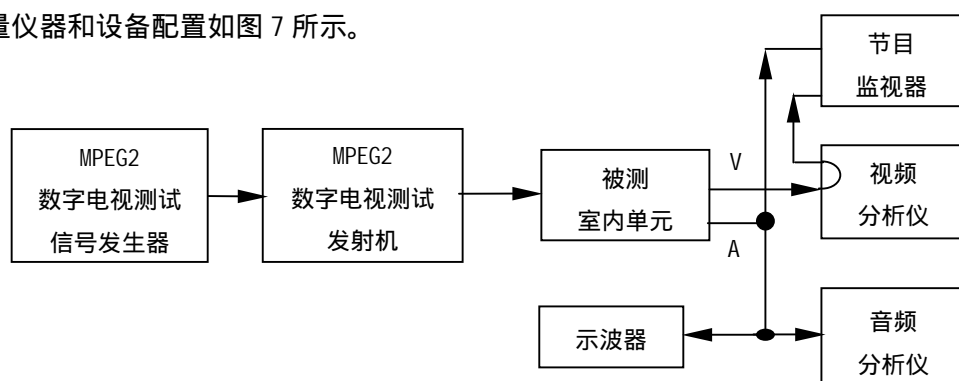 量仪器和设备配置如图 7 所示。
节目
监视器
MPEG2
数字电视测试
信号发生器
MPEG2
数字电视测试
发射机
被测
室内单元
V
A
视频
分析仪
示波器
音频
分析仪